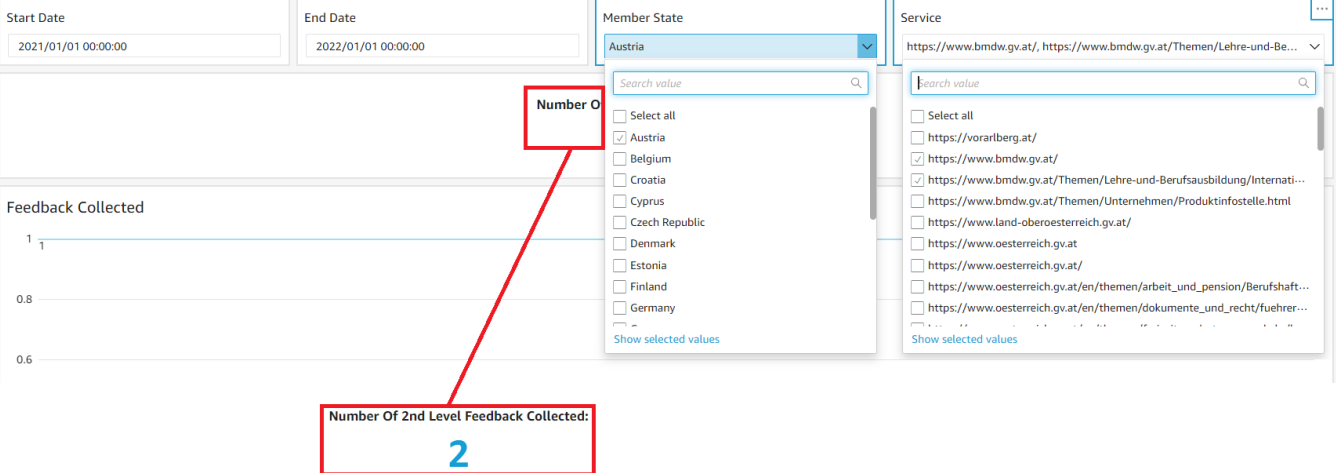 Start Date
2021/01/01 00:00:00
End Date
2022/01/01 00:00:00
Member State
Austria
Search value
Select all
Austria
Belgium
Croatia
Cyprus
Czech Republic
Denmark
Estonia
Finland
Germany
Show selected values
Service
https://www.bmdw.gv.at/, https://www.bmdw.gv.at/Themen/Lehre-und-Be...
Search value
Select all
https://vorarlberg.at/
https://www.bmdw.gv.at/
https://www.bmdw.gv.at/Themen/Lehre-und-Berufsausbildung/Internati...
https://www.bmdw.gv.at/Themen/Unternehmen/Produktinfostelle.html
https://www.land-oberoesterreich.gv.at/
https://www.oesterreich.gv.at
https://www.oesterreich.gv.at/
https://www.oesterreich.gv.at/en/themen/arbeit_und_pension/Berufshaft...
https://www.oesterreich.gv.at/en/themen/dokumente_und_recht/fuehrer...
Show selected values
Number O
Feedback Collected
1
1
0.8
0.6
Number Of 2nd Level Feedback Collected:
2